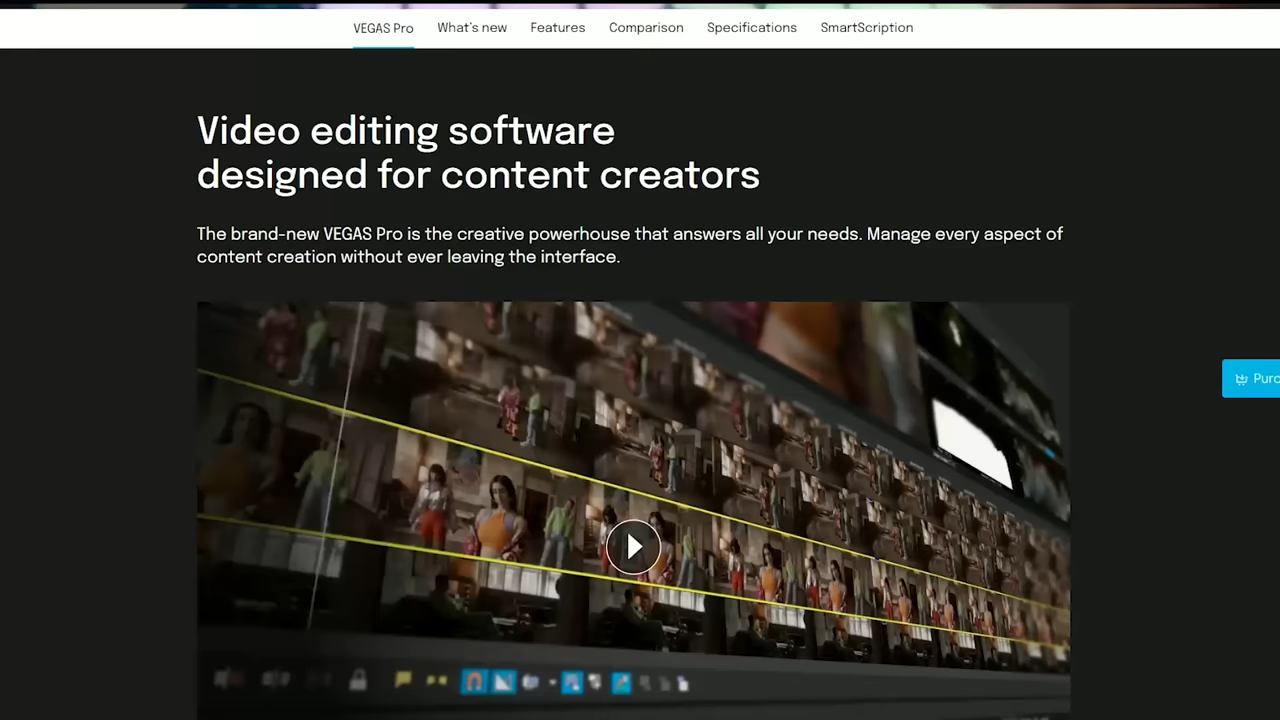 VEGAS Pro What's new Features Comparison Specifications SmartScription
Video editing software
designed for content creators
The brand-new VEGAS Pro is the creative powerhouse that answers all your needs. Manage every aspect of
content creation without ever leaving the interface.
Purc